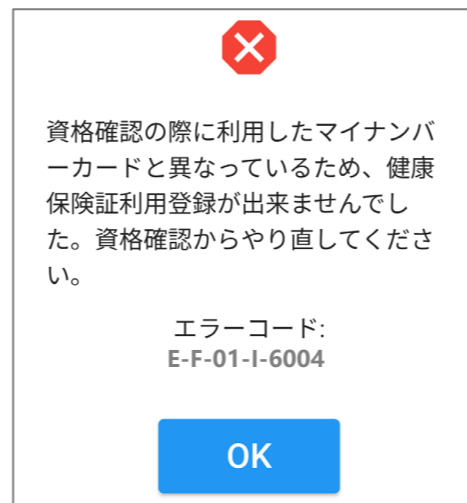 資格確認の際に利用したマイナンバ
ーカードと異なっているため、健康
保険証利用登録が出来ませんでし
た。資格確認からやり直してくださ
い。
エラーコード:
E-F-01-I-6004
OK